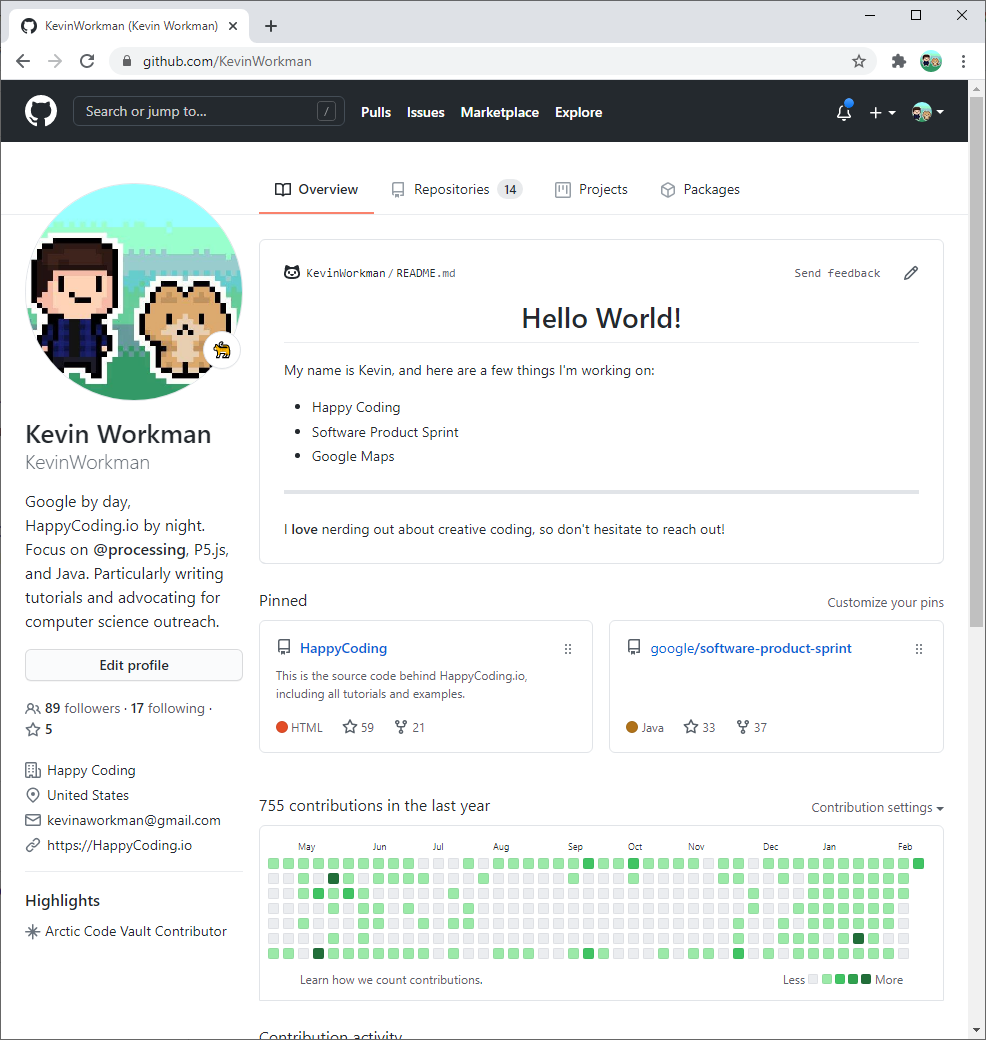 KevinWorkman (Kevin Workman)
github.com/KevinWorkman
Search or jump to... / Pulls Issues Marketplace Explore
Overview Repositories 14 Projects Packages
KevinWorkman / README.md Send feedback
Hello World!
My name is Kevin, and here are a few things I'm working on:
• Happy Coding
• Software Product Sprint
• Google Maps
I love nerding out about creative coding, so don't hesitate to reach out!
Kevin Workman
KevinWorkman
Google by day,
HappyCoding.io by night.
Focus on @processing, P5.js,
and Java. Particularly writing
tutorials and advocating for
computer science outreach.
Edit profile
89 followers · 17 following ·
5
Happy Coding
United States
kevinaworkman@gmail.com
https://HappyCoding.io
Highlights
Arctic Code Vault Contributor
Pinned Customize your pins
HappyCoding
This is the source code behind HappyCoding.io,
including all tutorials and examples.
HTML 59 21
google/software-product-sprint
Java 33 37
755 contributions in the last year Contribution settings
May Jun Jul Aug Sep Oct Nov Dec Jan Feb
Learn how we count contributions. Less More
Contribution activity